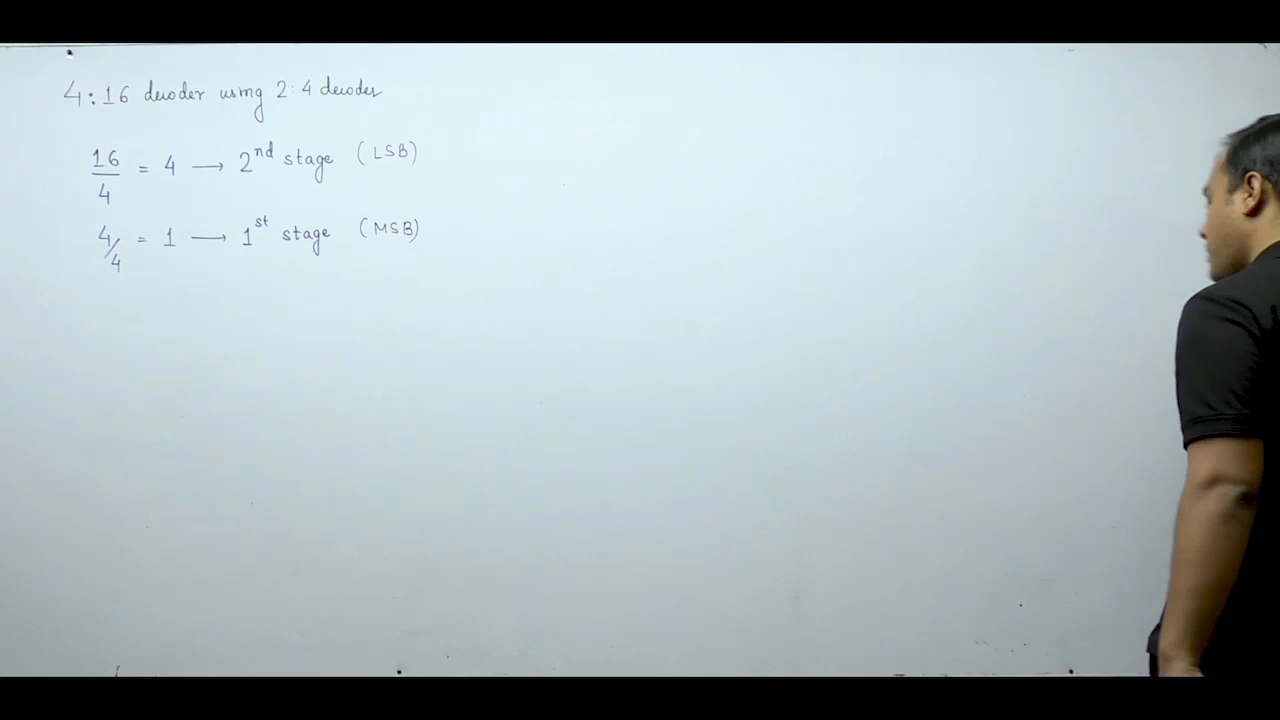 4:16 decoder using 2:4 decoder
16/4 = 4 → 2nd stage (LSB)
4/4 = 1 → 1st stage (MSB)